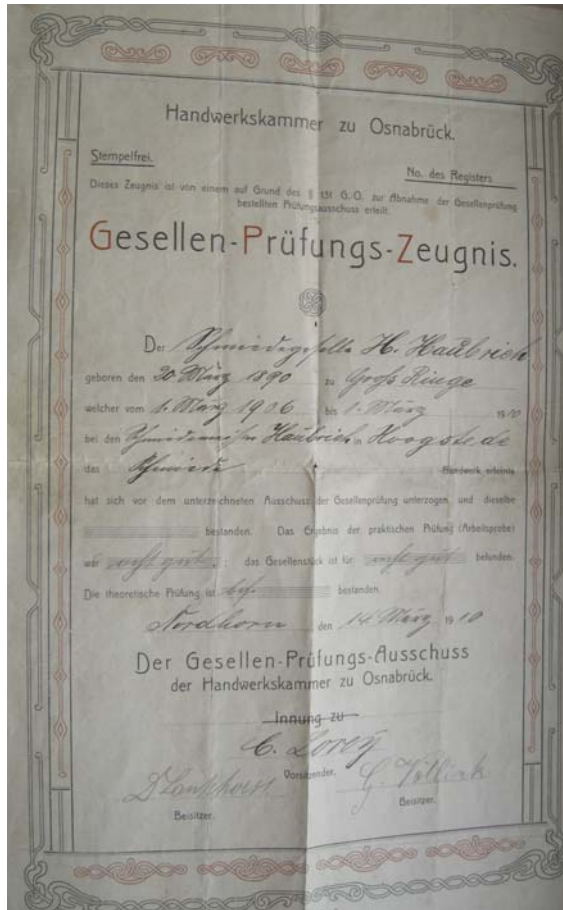 Handwerkskammer zu Osnabrück.
Stempelfrei.
No. des Registers
Dieses Zeugnis ist von einem auf Grund des § 131 G.O. zur Abnahme der Gesellenprüfung
bestellten Prüfungsausschuss erteilt.
Gesellen-Prüfungs-Zeugnis.
Der Schmiedegeselle H. Haubrich
geboren den 20 März 1890 zu Gross Ringe
welcher vom 1. März 1906 bis 1. März 1910
bei den Schmiedemeister Haubrich in Hoogstede
das Schmiede Handwerk erlernte
hat sich vor dem unterzeichneten Ausschuss der Gesellenprüfung unterzogen und dieselbe
bestanden. Das Ergebnis der praktischen Prüfung (Arbeitsprobe)
war recht gut; das Gesellenstück ist für recht gut befunden.
Die theoretische Prüfung ist bestanden.
Nordhorn, den 14 März 1910
Der Gesellen-Prüfungs-Ausschuss
der Handwerkskammer zu Osnabrück.
Innung zu
C. Lorey
Vorsitzender.
G.
Beisitzer.
Beisitzer.